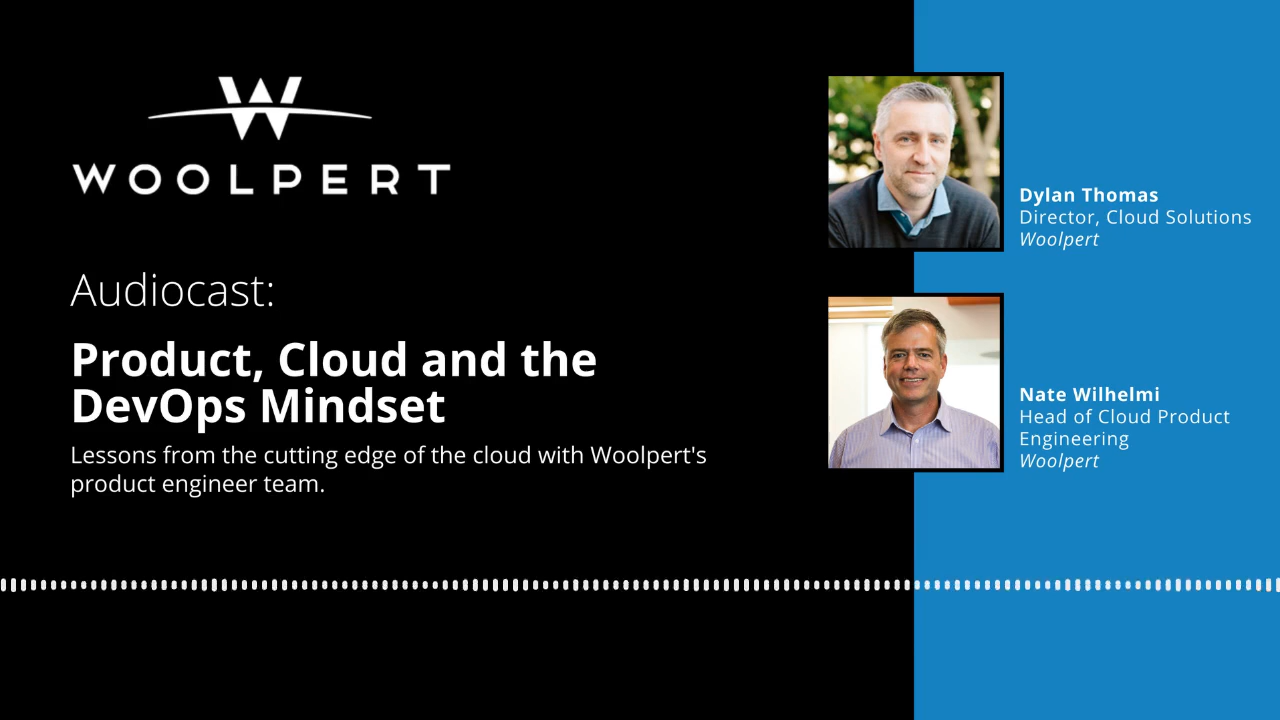 WOOLPERT
Audiocast:
Product, Cloud and the
DevOps Mindset
Lessons from the cutting edge of the cloud with Woolpert's
product engineer team.
Dylan Thomas
Director, Cloud Solutions
Woolpert
Nate Wilhelmi
Head of Cloud Product
Engineering
Woolpert